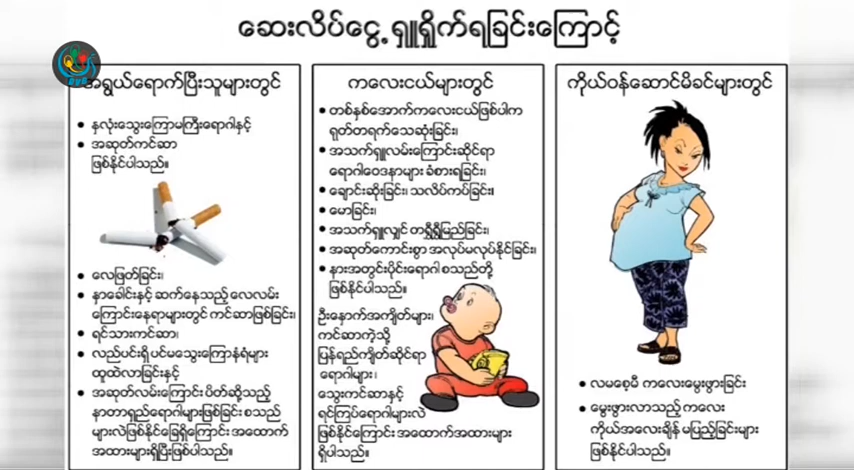 ဆေးလိပ်ငွေ့ ရှူရှိုက်ရခြင်းကြောင့်
အရွယ်ရောက်ပြီးသူများတွင်
• နှလုံးသွေးကြောမကြီးရောဂါနှင့်
• အဆုတ်ကင်ဆာ
ဖြစ်နိုင်ပါသည်။
• လေဖြတ်ခြင်း၊
• နှာခေါင်းနှင့် ဆက်နေသည့် လေလမ်း
ကြောင်းနေရာများတွင် ကင်ဆာဖြစ်ခြင်း၊
• ရင်သားကင်ဆာ၊
• လည်ပင်းရှိ ပင်မသွေးကြောနံရံများ
ထူထဲလာခြင်းနှင့်
• အဆုတ်လမ်းကြောင်း ပိတ်ဆို့သည့်
နာတာရှည်ရောဂါများဖြစ်ခြင်း စသည်
များလဲဖြစ်နိုင်ခြေရှိကြောင်း အထောက်
အထားများရှိပြီးဖြစ်ပါသည်။
ကလေးငယ်များတွင်
• တစ်နှစ်အောက်ကလေးငယ်ဖြစ်ပါက
ရုတ်တရက်သေဆုံးခြင်း၊
• အသက်ရှူလမ်းကြောင်းဆိုင်ရာ
ရောဂါဝေဒနာများ ခံစားရခြင်း၊
• ချောင်းဆိုးခြင်း၊ သလိပ်ကပ်ခြင်း၊
• မောခြင်း၊
• အသက်ရှူလျှင် တရွှီရွှီမြည်ခြင်း၊
• အဆုတ်ကောင်းစွာ အလုပ်မလုပ်နိုင်ခြင်း၊
• နားအတွင်းပိုင်းရောဂါ စသည်တို့
ဖြစ်နိုင်ပါသည်။
ဦးနှောက်အကျိတ်များ၊
ကင်ဆာကဲ့သို့
ပြန်ရည်ကျိတ်ဆိုင်ရာ
ရောဂါများ ၊
သွေးကင်ဆာနှင့်
ရင်ကြပ်ရောဂါများလဲ
ဖြစ်နိုင်ကြောင်း အထောက်အထားများ
ရှိပါသည်။
ကိုယ်ဝန်ဆောင်မိခင်များတွင်
• လမစေ့မီ ကလေးမွေးဖွားခြင်း
• မွေးဖွားလာသည့် ကလေး
ကိုယ်အလေးချိန် မပြည့်ခြင်းများ
ဖြစ်နိုင်ပါသည်။